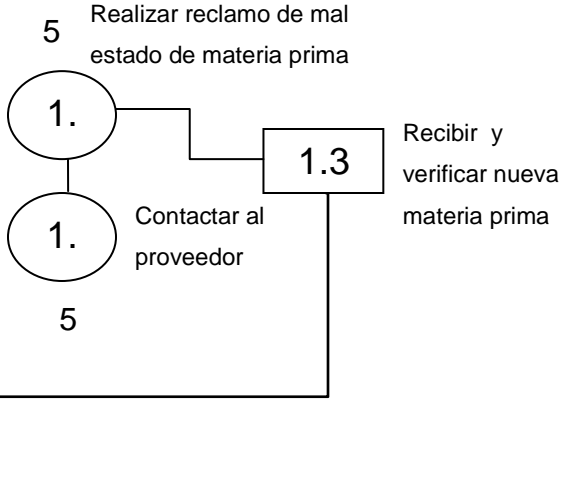 5
Realizar reclamo de mal
estado de materia prima
1.
1.3
Recibir y
verificar nueva
materia prima
1.
Contactar al
proveedor
5